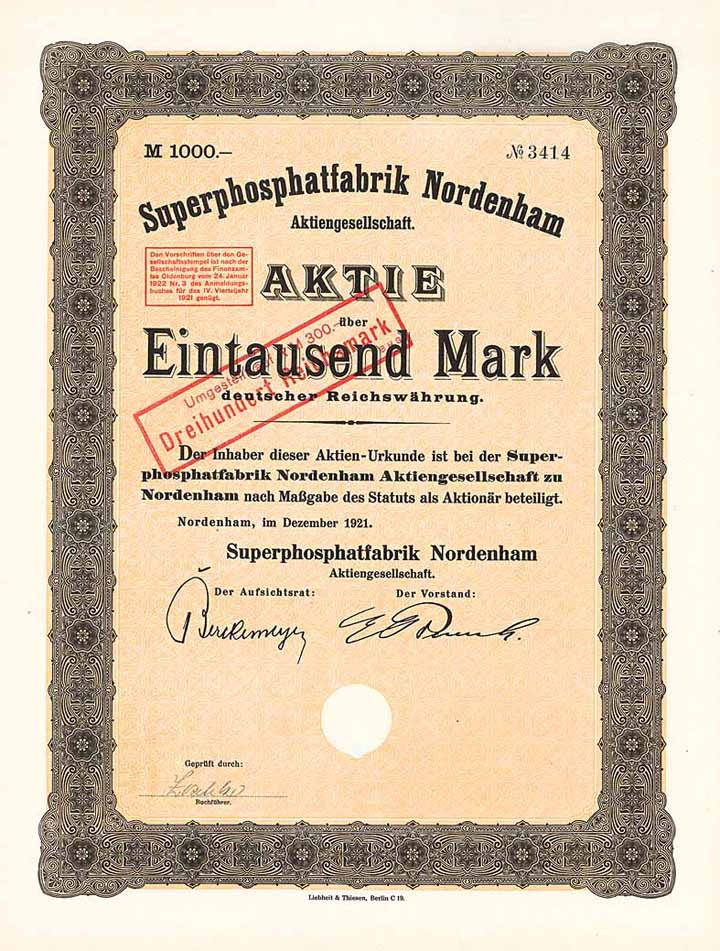 M 1000.–
№ 3414
Superphosphatfabrik Nordenham
Aktiengesellschaft.
Den Vorschriften über den Ge-
sellschaftsstempel ist nach der
Bescheinigung des Finanzam-
tes Oldenburg vom 24. Januar
1922 Nr. 3 des Anmeldungs-
buches für das IV. Vierteljahr
1921 genügt.
AKTIE
über
Eintausend Mark
deutscher Reichswährung.
Umgestellt M 300.–
Dreihundert Reichsmark
Der Inhaber dieser Aktien-Urkunde ist bei der Super-
phosphatfabrik Nordenham Aktiengesellschaft zu
Nordenham nach Maßgabe des Statuts als Aktionär beteiligt.
Nordenham, im Dezember 1921.
Superphosphatfabrik Nordenham
Aktiengesellschaft.
Der Aufsichtsrat:
Der Vorstand:
Berckemeyer
Geprüft durch:
Buchführer.
Liebheit & Thiesen, Berlin C 19.